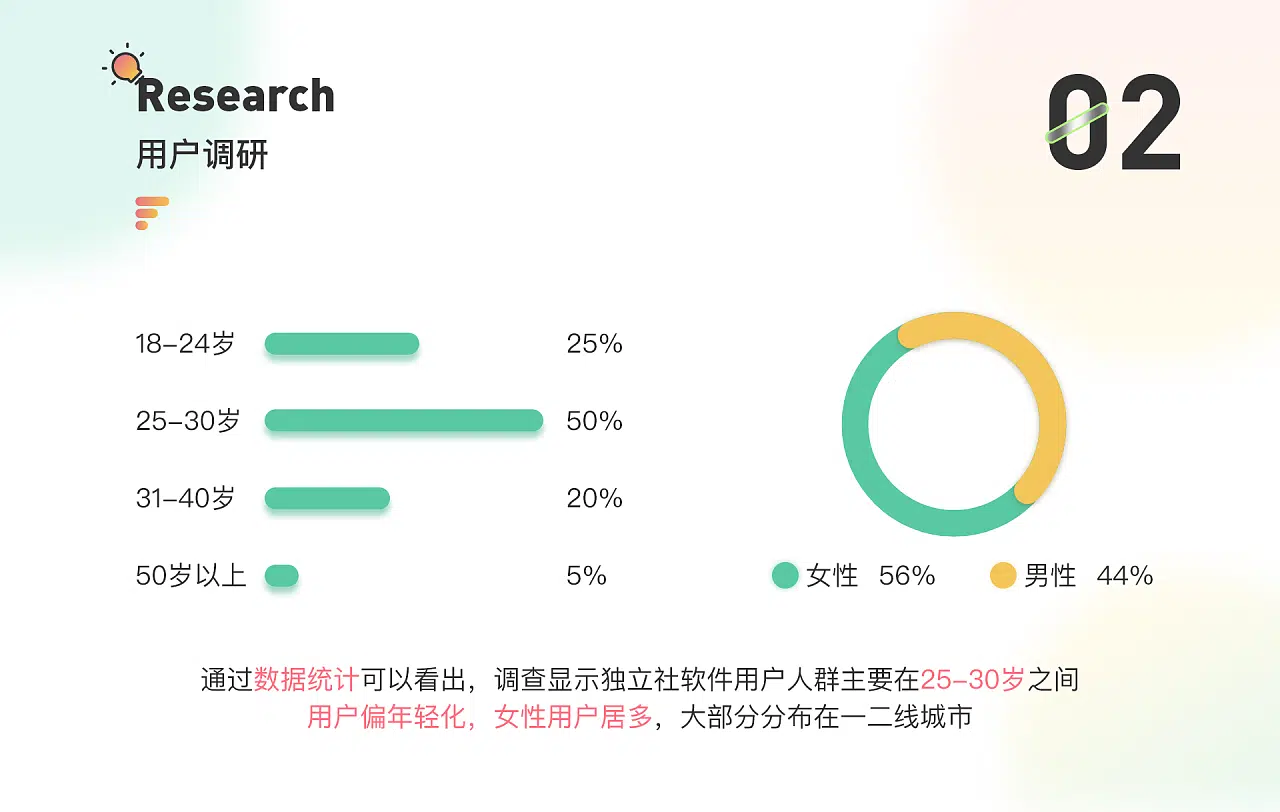 Research
用户调研
02
18–24岁 25%
25–30岁 50%
31–40岁 20%
50岁以上 5%
女性 56% 男性 44%
通过数据统计可以看出，调查显示独立社软件用户人群主要在25–30岁之间
用户偏年轻化，女性用户居多，大部分分布在一二线城市